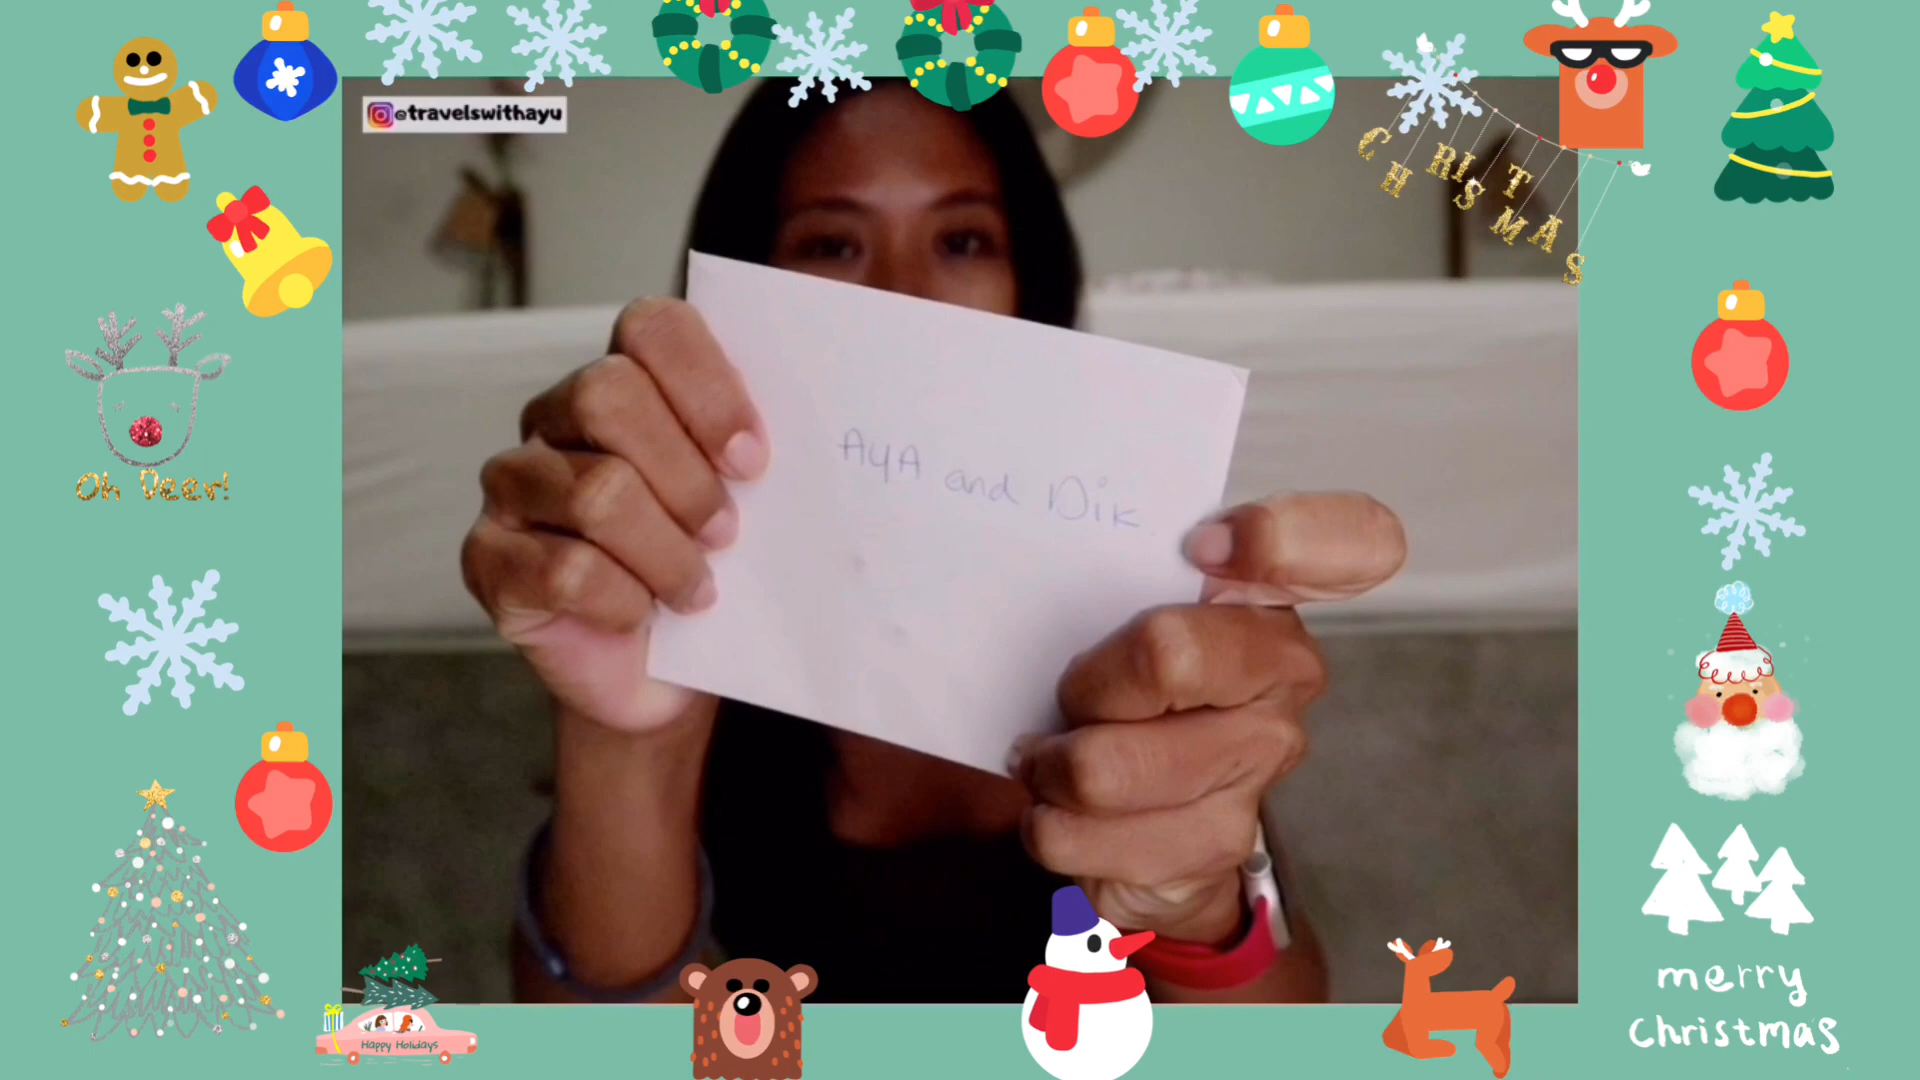 @travelswithayu
CHRISTMAS
AyA and Dik
Oh Deer!
Happy Holidays
merry
christmas